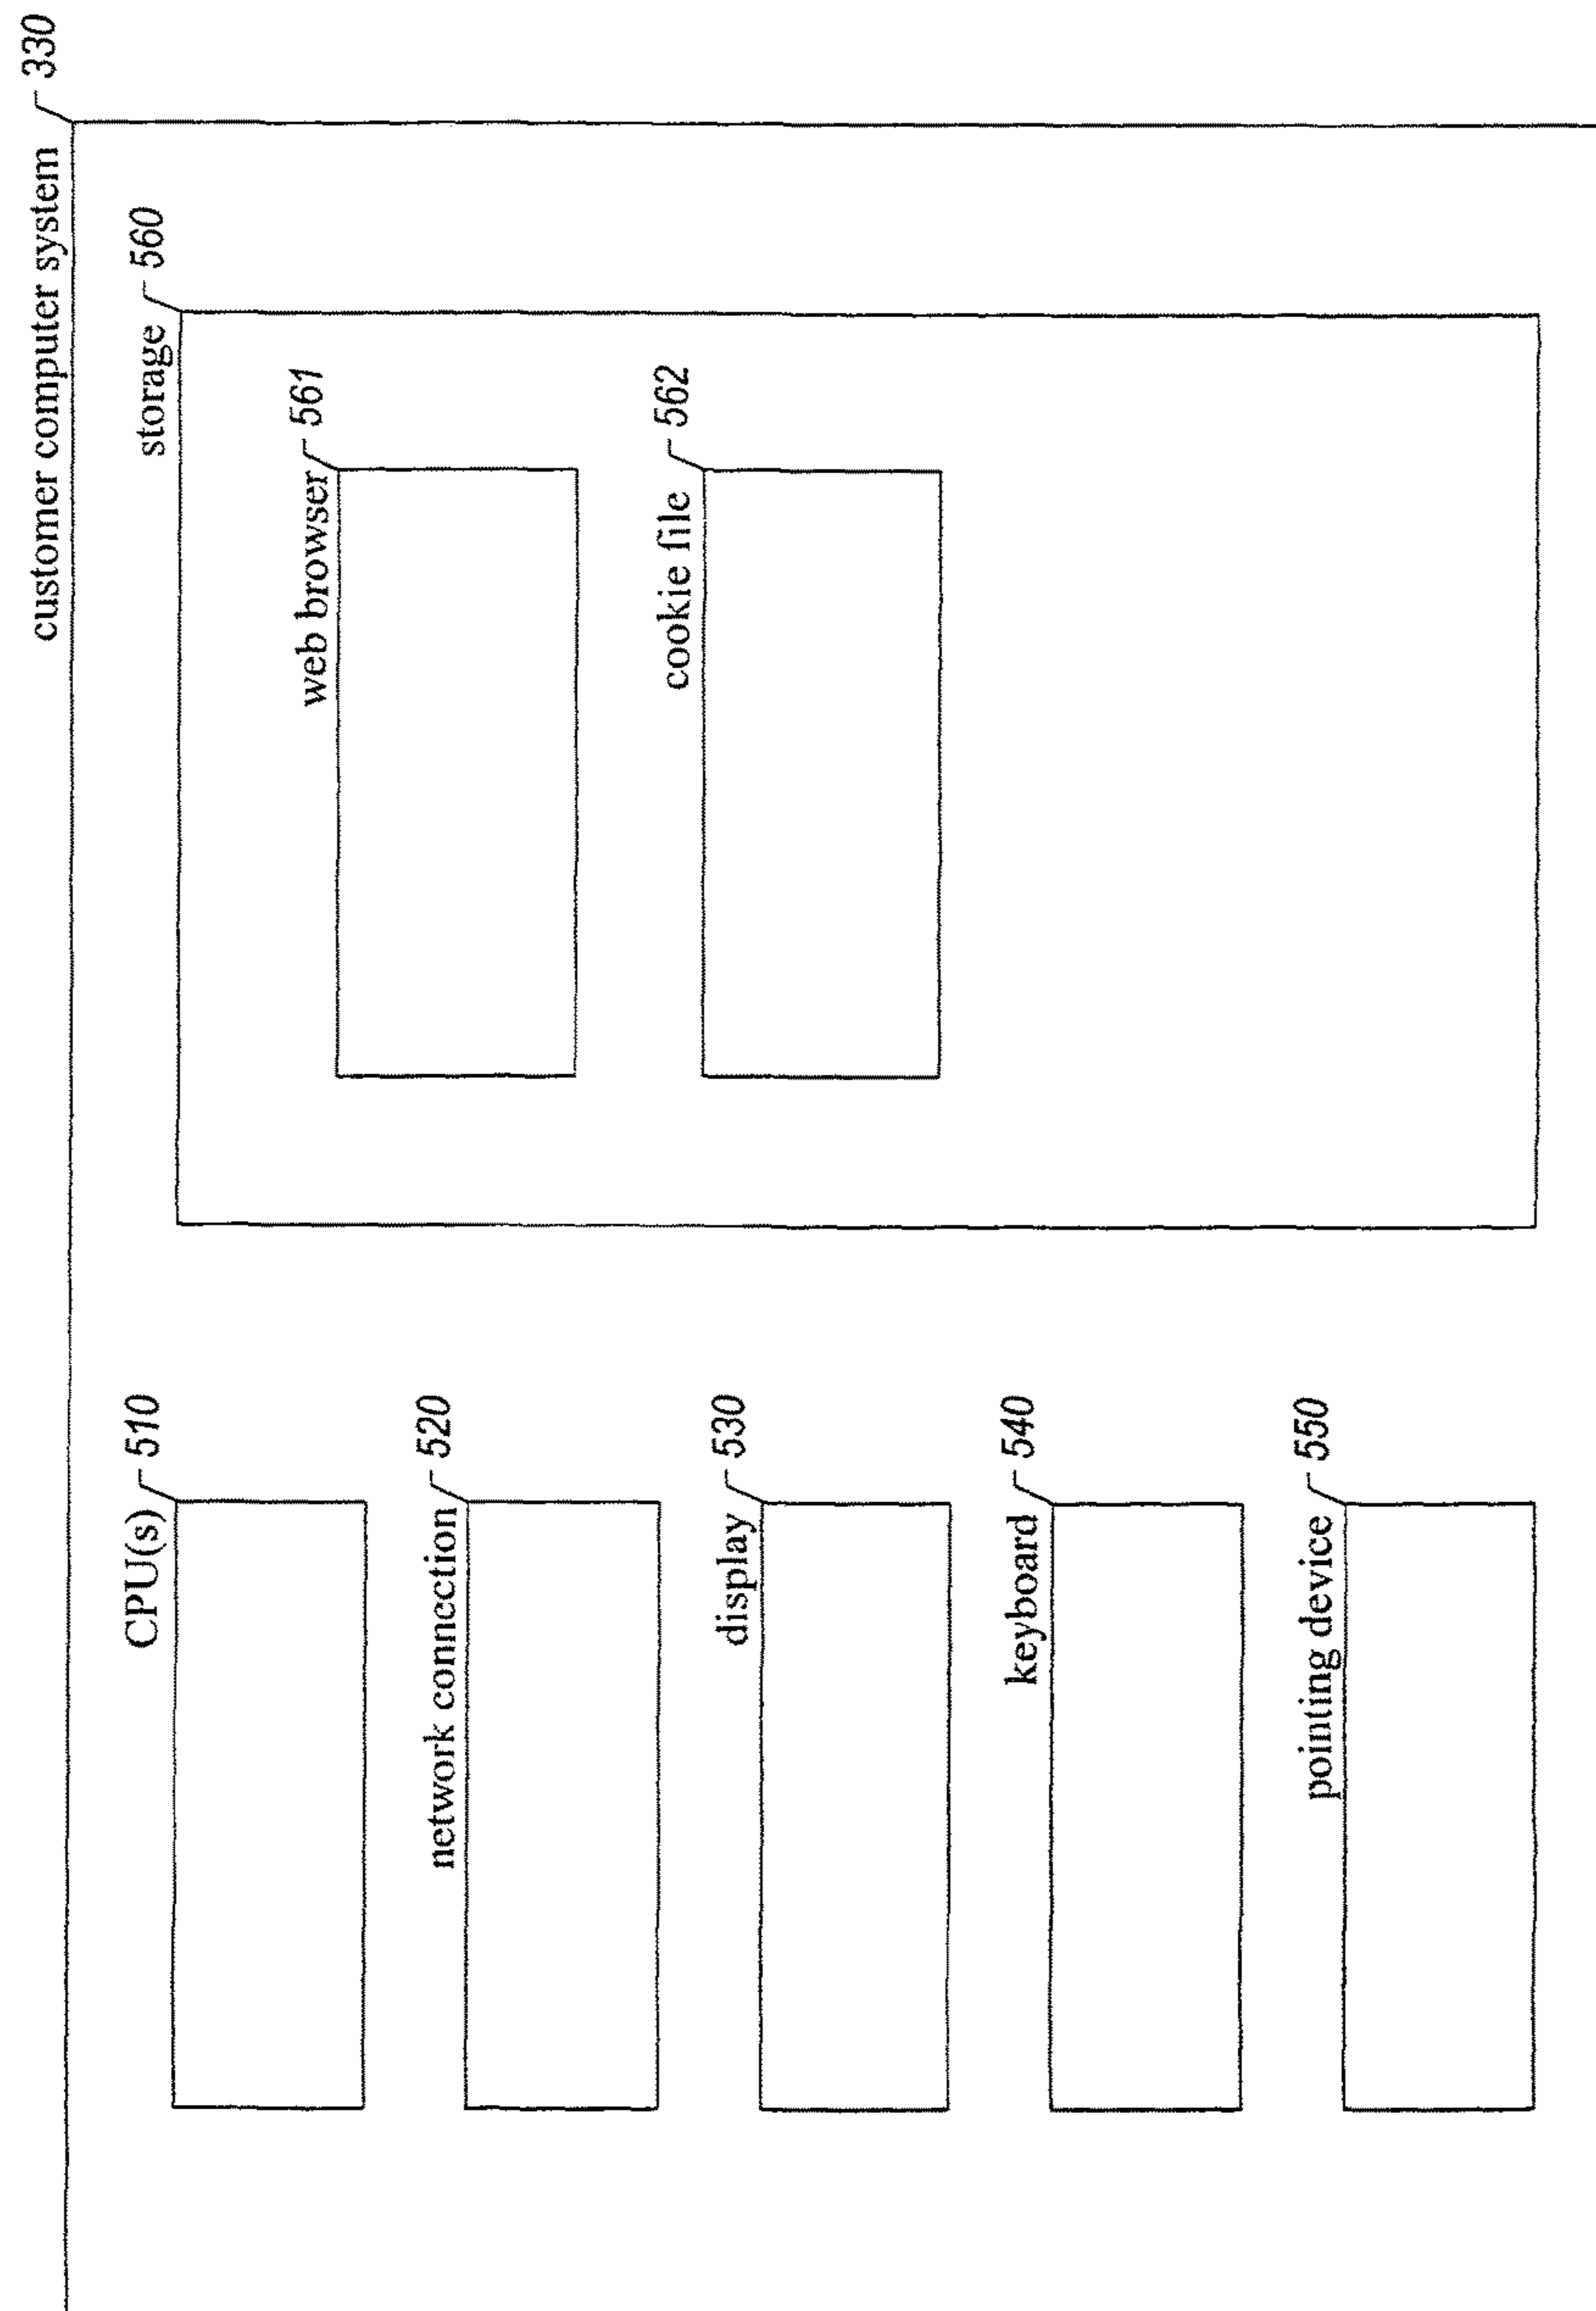 customer computer system 330
CPU(s) 510
network connection 520
display 530
keyboard 540
pointing device 550
storage 560
web browser 561
cookie file 562